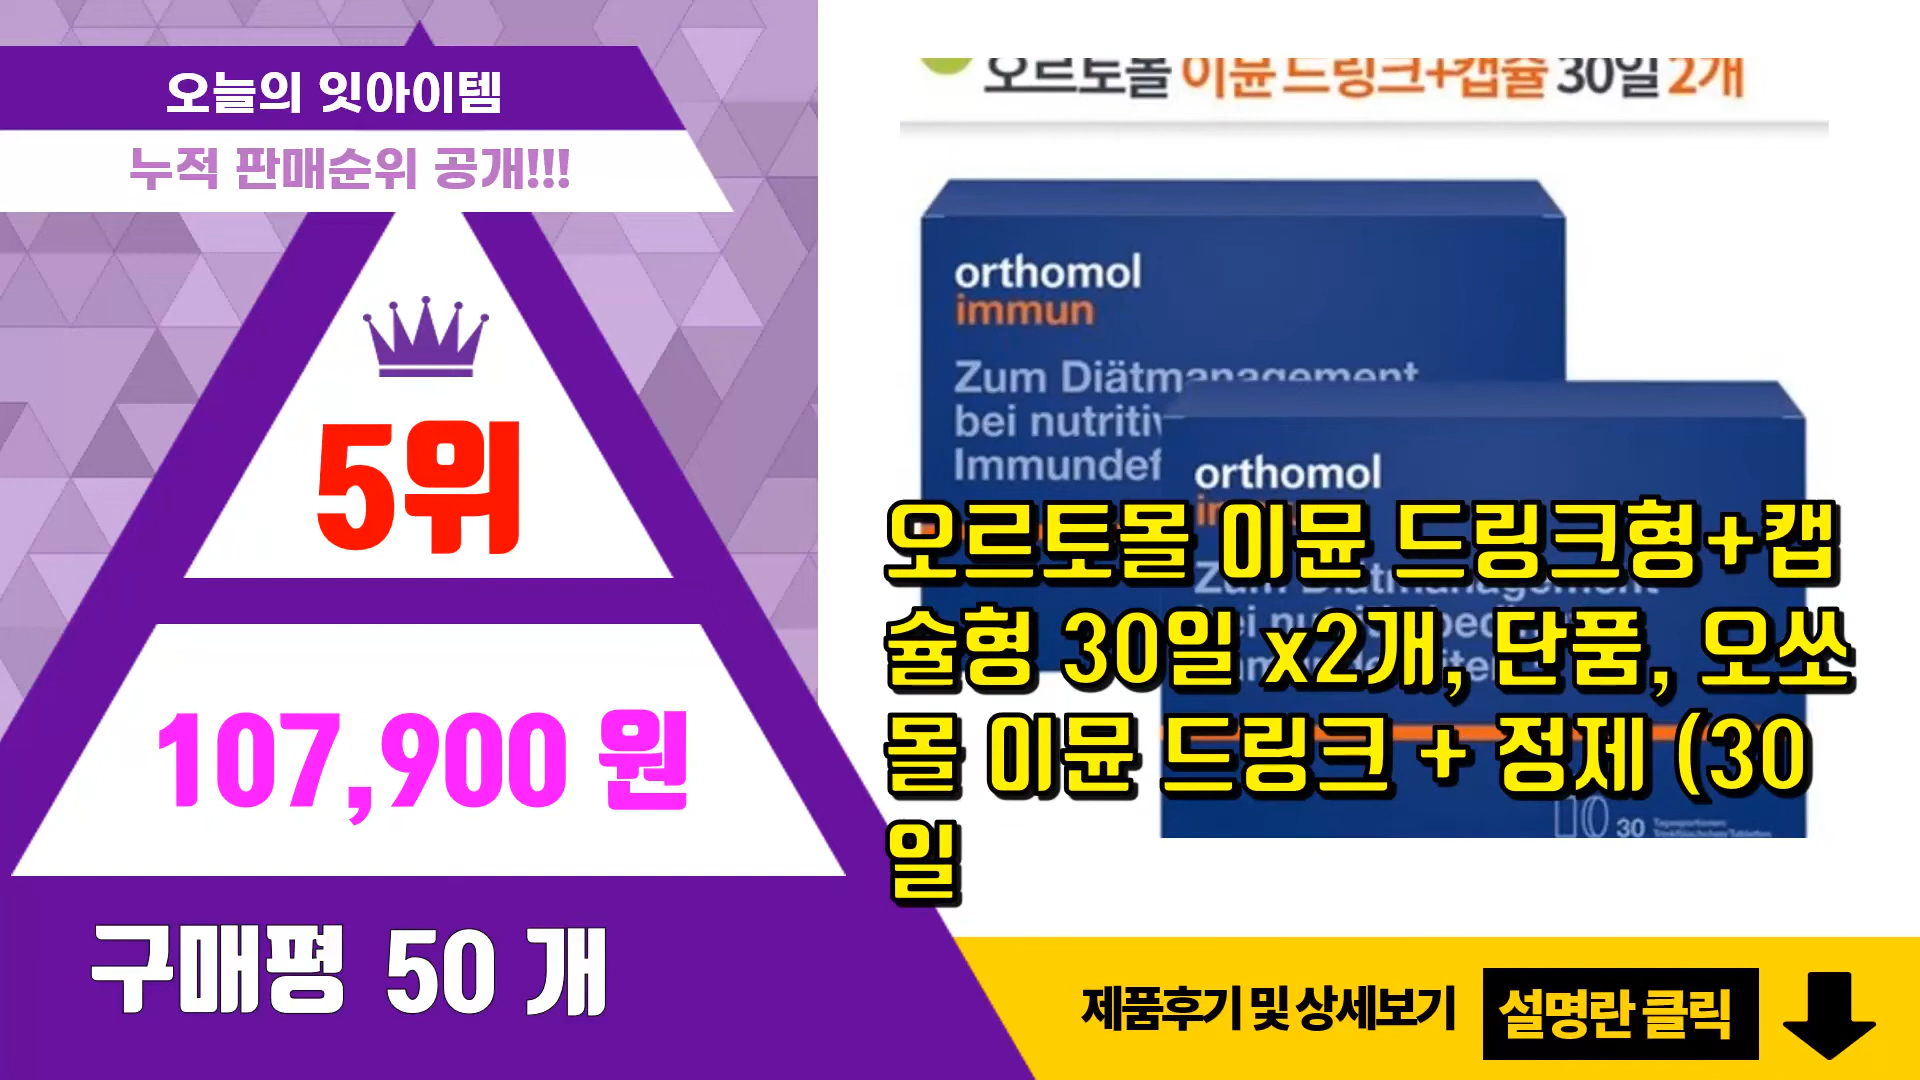 오늘의 잇아이템
누적 판매순위 공개!!!
5위
107,900 원
구매평 50 개
오르토몰 이뮨 드링크+캡슐 30일 2개
orthomol
immun
Zum Diätmanagement
bei nutritiv
Immundef
orthomol
오르토몰 이뮨 드링크형+캡
슐형 30일 x2개, 단품, 오쏘
몰 이뮨 드링크 + 정제 (30
일
30
제품후기 및 상세보기
설명란 클릭